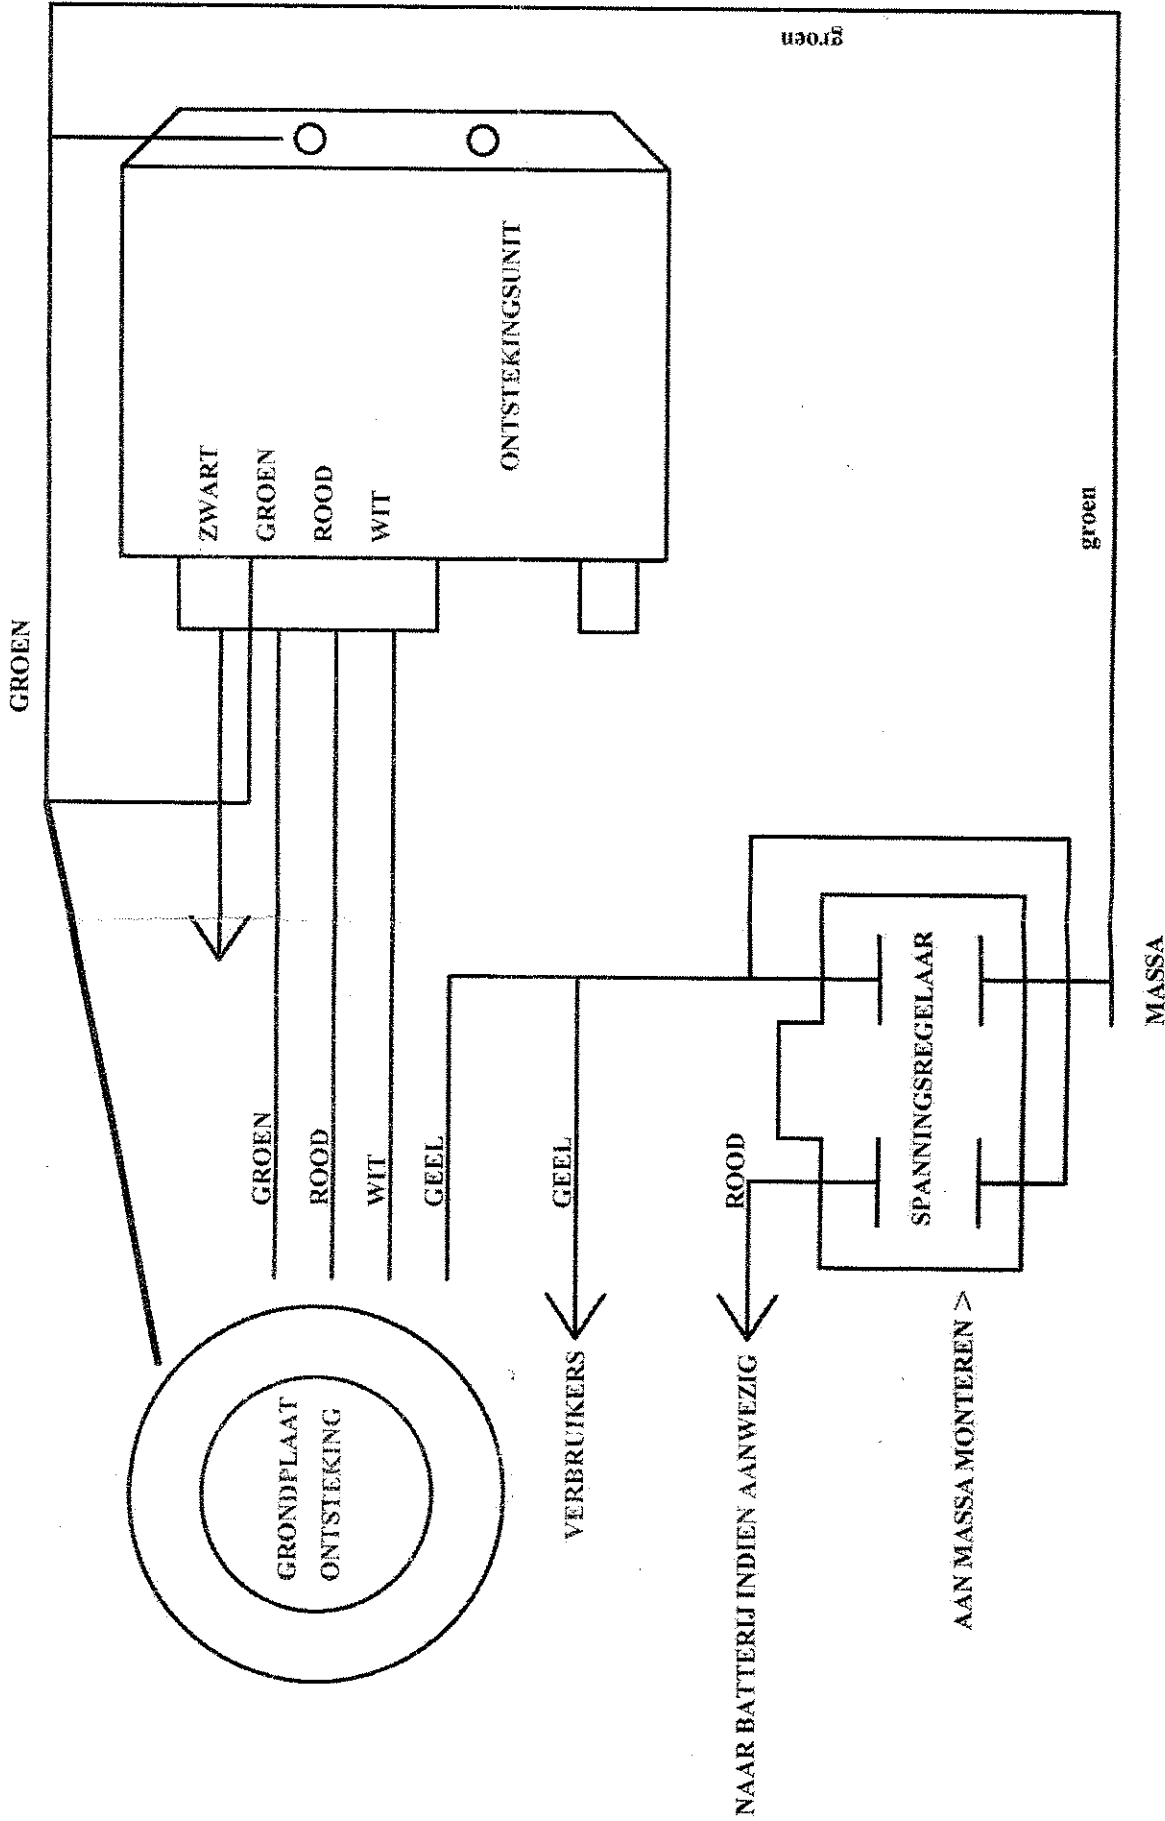 GROEN
groen
ZWART
GROEN
ROOD
WIT
ONTSTEKINGSUNIT
groen
GROEN
ROOD
WIT
GEEL
GEEL
ROOD
GRONDPLAAT
ONTSTEKING
VERBRUIKERS
NAAR BATTERIJ INDIEN AANWEZIG
SPANNINGSREGELAAR
AAN MASSA MONTEREN >
MASSA